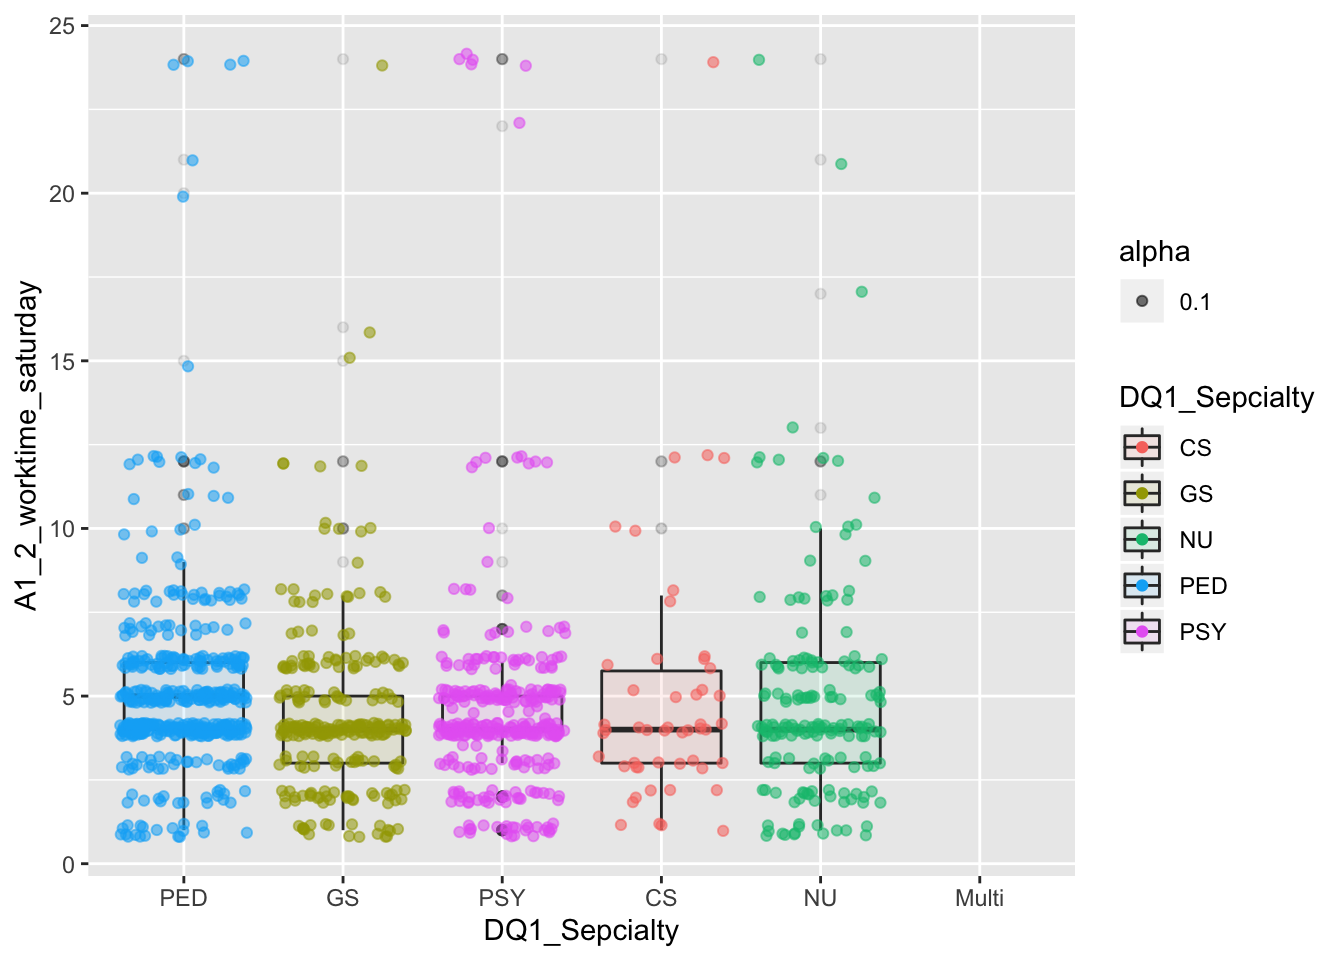 25
20
15
10
5
0
A1_2_worktime_saturday
PED GS PSY CS NU Multi
DQ1_Sepcialty
alpha
0.1
DQ1_Sepcialty
CS
GS
NU
PED
PSY